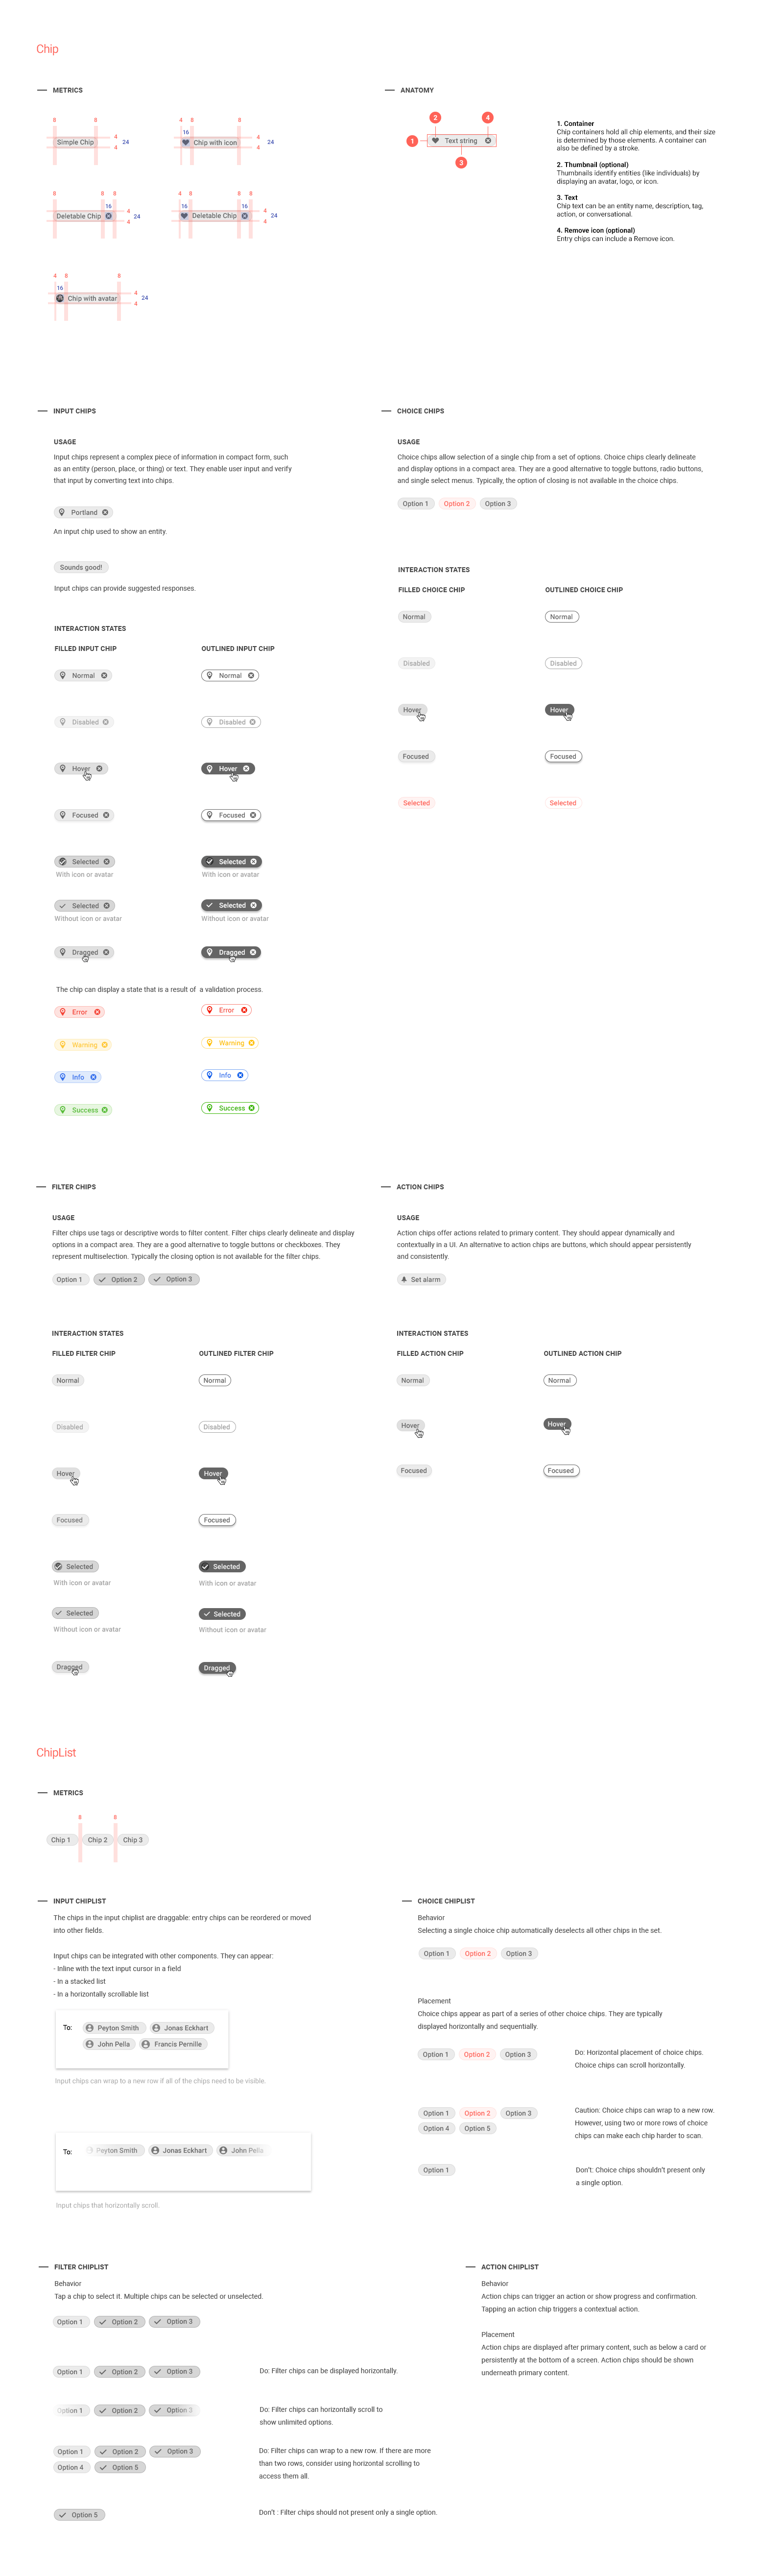 Chip
METRICS
8 8
4
4
24
Simple Chip
4 8 8
16
4
4
24
Chip with icon
8 8 8
16
4
4
24
Deletable Chip
4 8 8 8
16 16
4
4
24
Deletable Chip
4 8 8
16
4
4
24
Chip with avatar
ANATOMY
2 4
1
Text string
3
1. Container
Chip containers hold all chip elements, and their size
is determined by those elements. A container can
also be defined by a stroke.
2. Thumbnail (optional)
Thumbnails identify entities (like individuals) by
displaying an avatar, logo, or icon.
3. Text
Chip text can be an entity name, description, tag,
action, or conversational.
4. Remove icon (optional)
Entry chips can include a Remove icon.
INPUT CHIPS
USAGE
Input chips represent a complex piece of information in compact form, such
as an entity (person, place, or thing) or text. They enable user input and verify
that input by converting text into chips.
Portland
An input chip used to show an entity.
Sounds good!
Input chips can provide suggested responses.
INTERACTION STATES
FILLED INPUT CHIP OUTLINED INPUT CHIP
Normal Normal
Disabled Disabled
Hover Hover
Focused Focused
Selected Selected
With icon or avatar With icon or avatar
Selected Selected
Without icon or avatar Without icon or avatar
Dragged Dragged
The chip can display a state that is a result of a validation process.
Error Error
Warning Warning
Info Info
Success Success
CHOICE CHIPS
USAGE
Choice chips allow selection of a single chip from a set of options. Choice chips clearly delineate
and display options in a compact area. They are a good alternative to toggle buttons, radio buttons,
and single select menus. Typically, the option of closing is not available in the choice chips.
Option 1 Option 2 Option 3
INTERACTION STATES
FILLED CHOICE CHIP OUTLINED CHOICE CHIP
Normal Normal
Disabled Disabled
Hover Hover
Focused Focused
Selected Selected
FILTER CHIPS
USAGE
Filter chips use tags or descriptive words to filter content. Filter chips clearly delineate and display
options in a compact area. They are a good alternative to toggle buttons or checkboxes. They
represent multiselection. Typically the closing option is not available for the filter chips.
Option 1 Option 2 Option 3
INTERACTION STATES
FILLED FILTER CHIP OUTLINED FILTER CHIP
Normal Normal
Disabled Disabled
Hover Hover
Focused Focused
Selected Selected
With icon or avatar With icon or avatar
Selected Selected
Without icon or avatar Without icon or avatar
Dragged Dragged
ACTION CHIPS
USAGE
Action chips offer actions related to primary content. They should appear dynamically and
contextually in a UI. An alternative to action chips are buttons, which should appear persistently
and consistently.
Set alarm
INTERACTION STATES
FILLED ACTION CHIP OUTLINED ACTION CHIP
Normal Normal
Hover Hover
Focused Focused
ChipList
METRICS
8 8
Chip 1 Chip 2 Chip 3
INPUT CHIPLIST
The chips in the input chiplist are draggable: entry chips can be reordered or moved
into other fields.
Input chips can be integrated with other components. They can appear:
- Inline with the text input cursor in a field
- In a stacked list
- In a horizontally scrollable list
To: Peyton Smith Jonas Eckhart
John Pella Francis Pernille
Input chips can wrap to a new row if all of the chips need to be visible.
To: Peyton Smith Jonas Eckhart John Pella
Input chips that horizontally scroll.
CHOICE CHIPLIST
Behavior
Selecting a single choice chip automatically deselects all other chips in the set.
Option 1 Option 2 Option 3
Placement
Choice chips appear as part of a series of other choice chips. They are typically
displayed horizontally and sequentially.
Option 1 Option 2 Option 3
Do: Horizontal placement of choice chips.
Choice chips can scroll horizontally.
Option 1 Option 2 Option 3
Option 4 Option 5
Caution: Choice chips can wrap to a new row.
However, using two or more rows of choice
chips can make each chip harder to scan.
Option 1
Don't: Choice chips shouldn't present only
a single option.
FILTER CHIPLIST
Behavior
Tap a chip to select it. Multiple chips can be selected or unselected.
Option 1 Option 2 Option 3
Option 1 Option 2 Option 3
Do: Filter chips can be displayed horizontally.
Option 1 Option 2 Option 3
Do: Filter chips can horizontally scroll to
show unlimited options.
Option 1 Option 2 Option 3
Option 4 Option 5
Do: Filter chips can wrap to a new row. If there are more
than two rows, consider using horizontal scrolling to
access them all.
Option 5
Don't : Filter chips should not present only a single option.
ACTION CHIPLIST
Behavior
Action chips can trigger an action or show progress and confirmation.
Tapping an action chip triggers a contextual action.
Placement
Action chips are displayed after primary content, such as below a card or
persistently at the bottom of a screen. Action chips should be shown
underneath primary content.